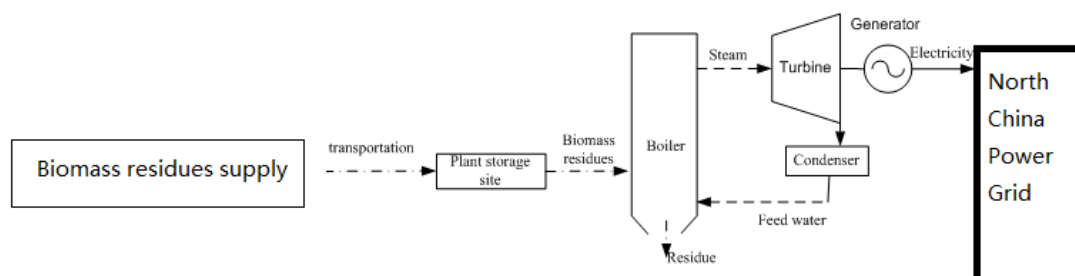 Biomass residues supply
transportation
Plant storage
site
Biomass
residues
Boiler
Residue
Steam
Turbine
Generator
Electricity
Condenser
Feed water
North
China
Power
Grid